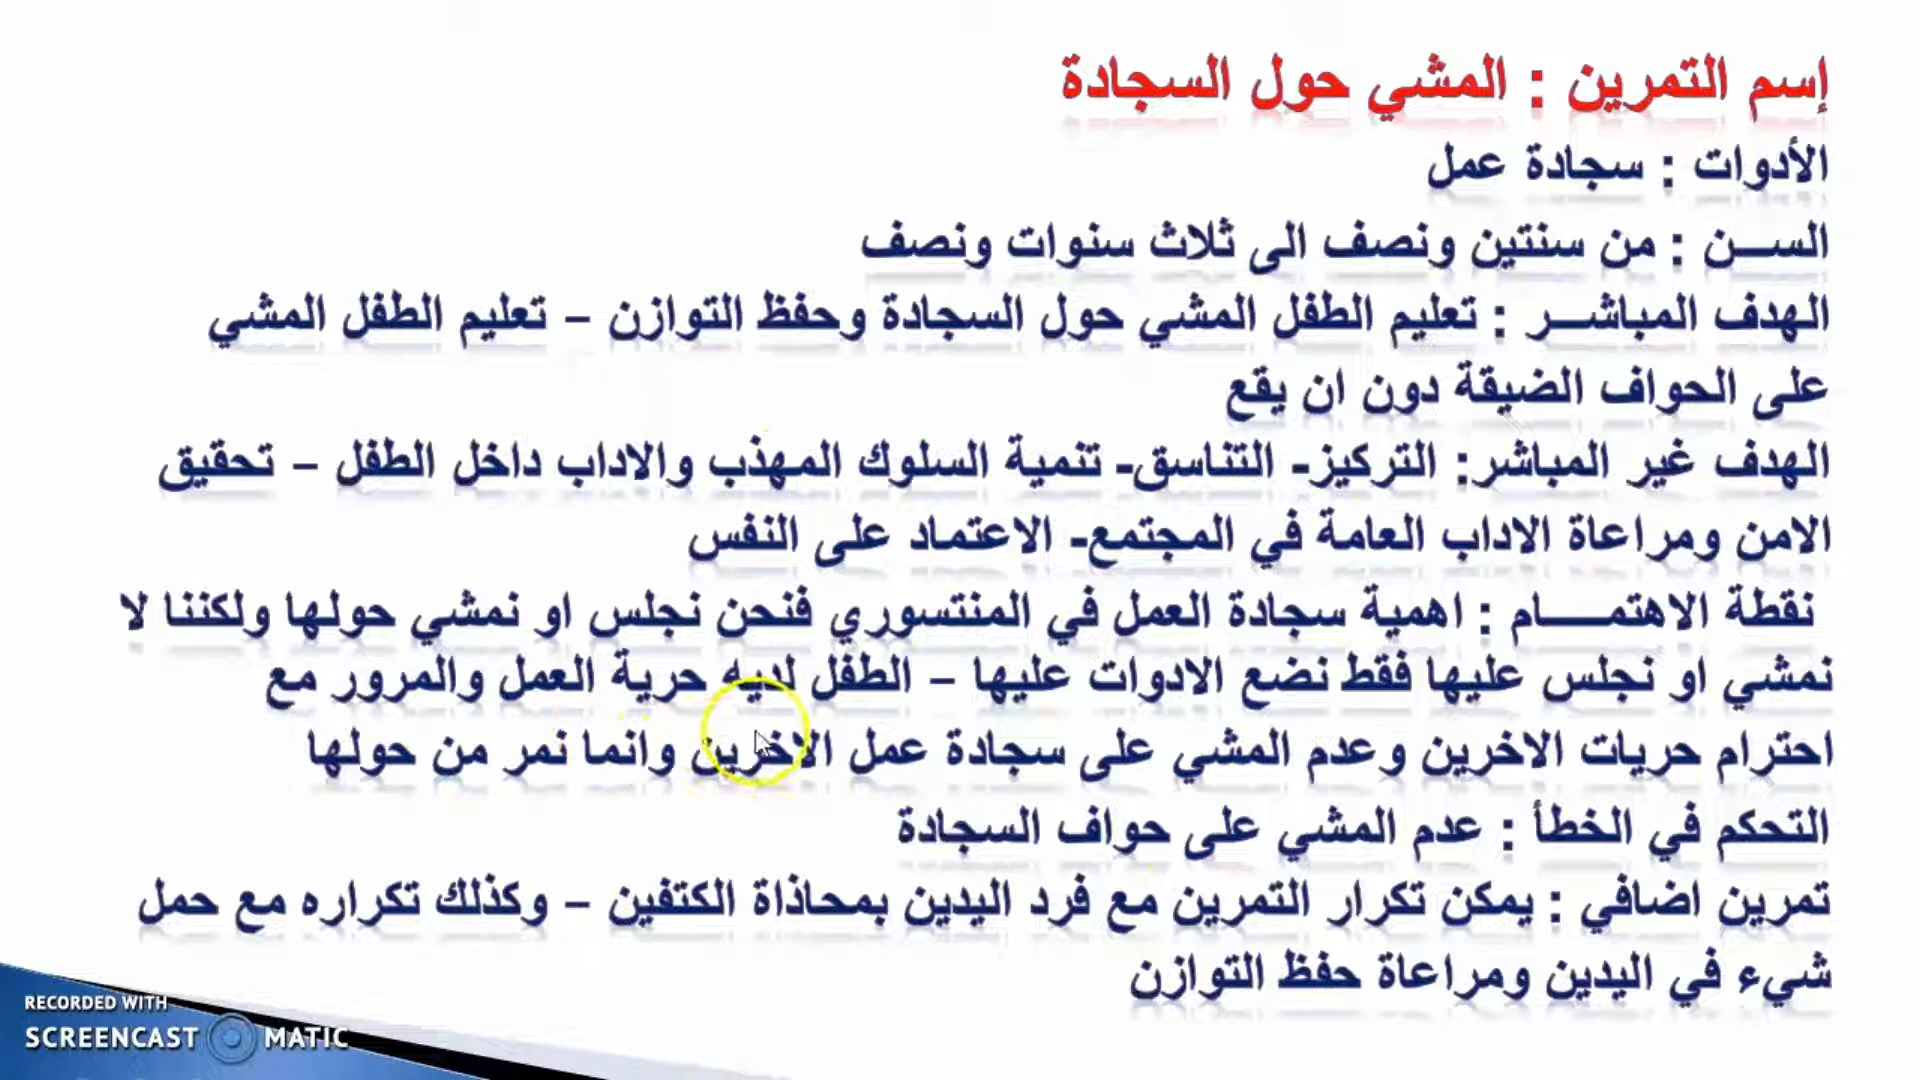 إسم التمرين : المشي حول السجادة
الأدوات : سجادة عمل
الســـن : من سنتين ونصف الى ثلاث سنوات ونصف
الهدف المباشـــر : تعليم الطفل المشي حول السجادة وحفظ التوازن – تعليم الطفل المشي
على الحواف الضيقة دون ان يقع
الهدف غير المباشر: التركيز- التناسق- تنمية السلوك المهذب والاداب داخل الطفل – تحقيق
الامن ومراعاة الاداب العامة في المجتمع- الاعتماد على النفس
نقطة الاهتمـــــام : اهمية سجادة العمل في المنتسوري فنحن نجلس او نمشي حولها ولكننا لا
نمشي او نجلس عليها فقط نضع الادوات عليها – الطفل لديه حرية العمل والمرور مع
احترام حريات الاخرين وعدم المشي على سجادة عمل الاخرين وانما نمر من حولها
التحكم في الخطأ : عدم المشي على حواف السجادة
تمرين اضافي : يمكن تكرار التمرين مع فرد اليدين بمحاذاة الكتفين – وكذلك تكراره مع حمل
شيء في اليدين ومراعاة حفظ التوازن
RECORDED WITH
SCREENCAST MATIC